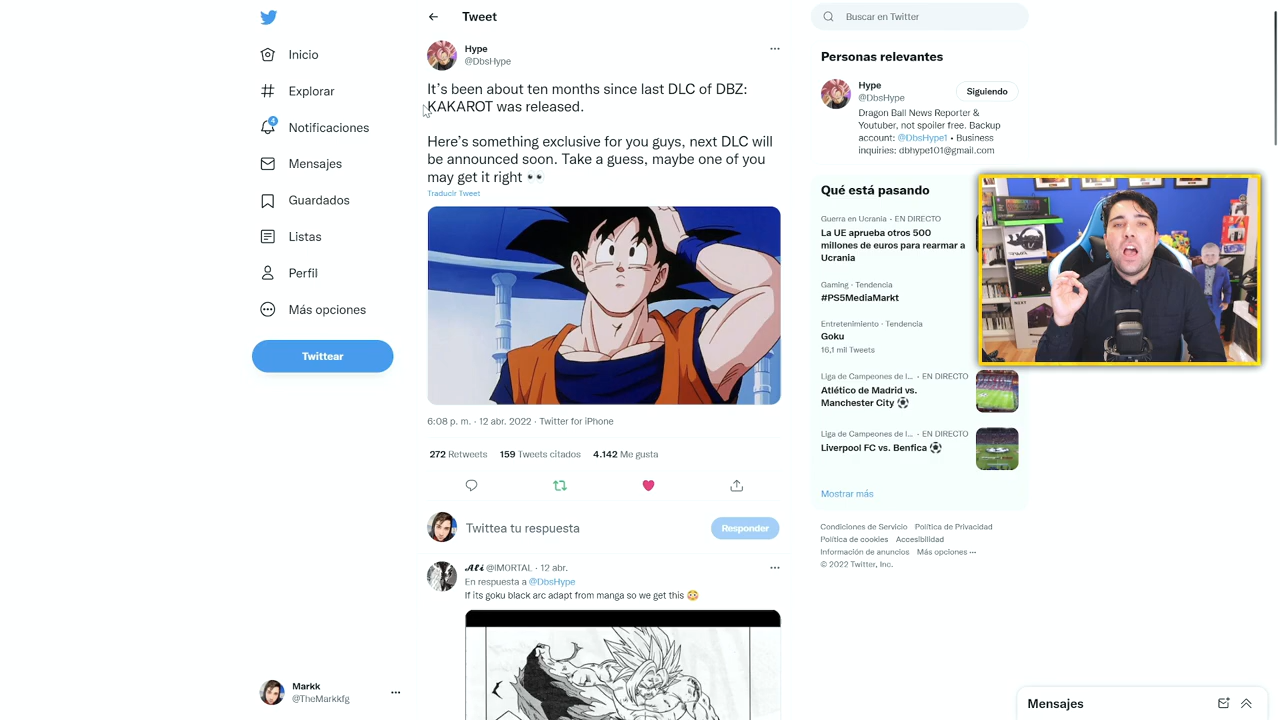 Inicio
Explorar
4
Notificaciones
Mensajes
Guardados
Listas
Perfil
Más opciones
Twittear
Markk
@TheMarkkfg
Tweet
Hype
@DbsHype
It's been about ten months since last DLC of DBZ:
KAKAROT was released.
Here's something exclusive for you guys, next DLC will
be announced soon. Take a guess, maybe one of you
may get it right 👀
Traducir Tweet
6:08 p. m. · 12 abr. 2022 · Twitter for iPhone
272 Retweets 159 Tweets citados 4.142 Me gusta
Twittea tu respuesta
Responder
𝓐𝓵𝓲 @IMORTAL · 12 abr.
En respuesta a @DbsHype
If its goku black arc adapt from manga so we get this 😳
Buscar en Twitter
Personas relevantes
Hype
@DbsHype
Siguiendo
Dragon Ball News Reporter &
Youtuber, not spoiler free. Backup
account: @DbsHype1 • Business
inquiries: dbhype101@gmail.com
Qué está pasando
Guerra en Ucrania · EN DIRECTO
La UE aprueba otros 500
millones de euros para rearmar a
Ucrania
Gaming · Tendencia
#PS5MediaMarkt
Entretenimiento · Tendencia
Goku
16,1 mil Tweets
Liga de Campeones de l... · EN DIRECTO
Atlético de Madrid vs.
Manchester City ⚽
Liga de Campeones de l... · EN DIRECTO
Liverpool FC vs. Benfica ⚽
Mostrar más
Condiciones de Servicio Política de Privacidad
Política de cookies Accesibilidad
Información de anuncios Más opciones ···
© 2022 Twitter, Inc.
Mensajes